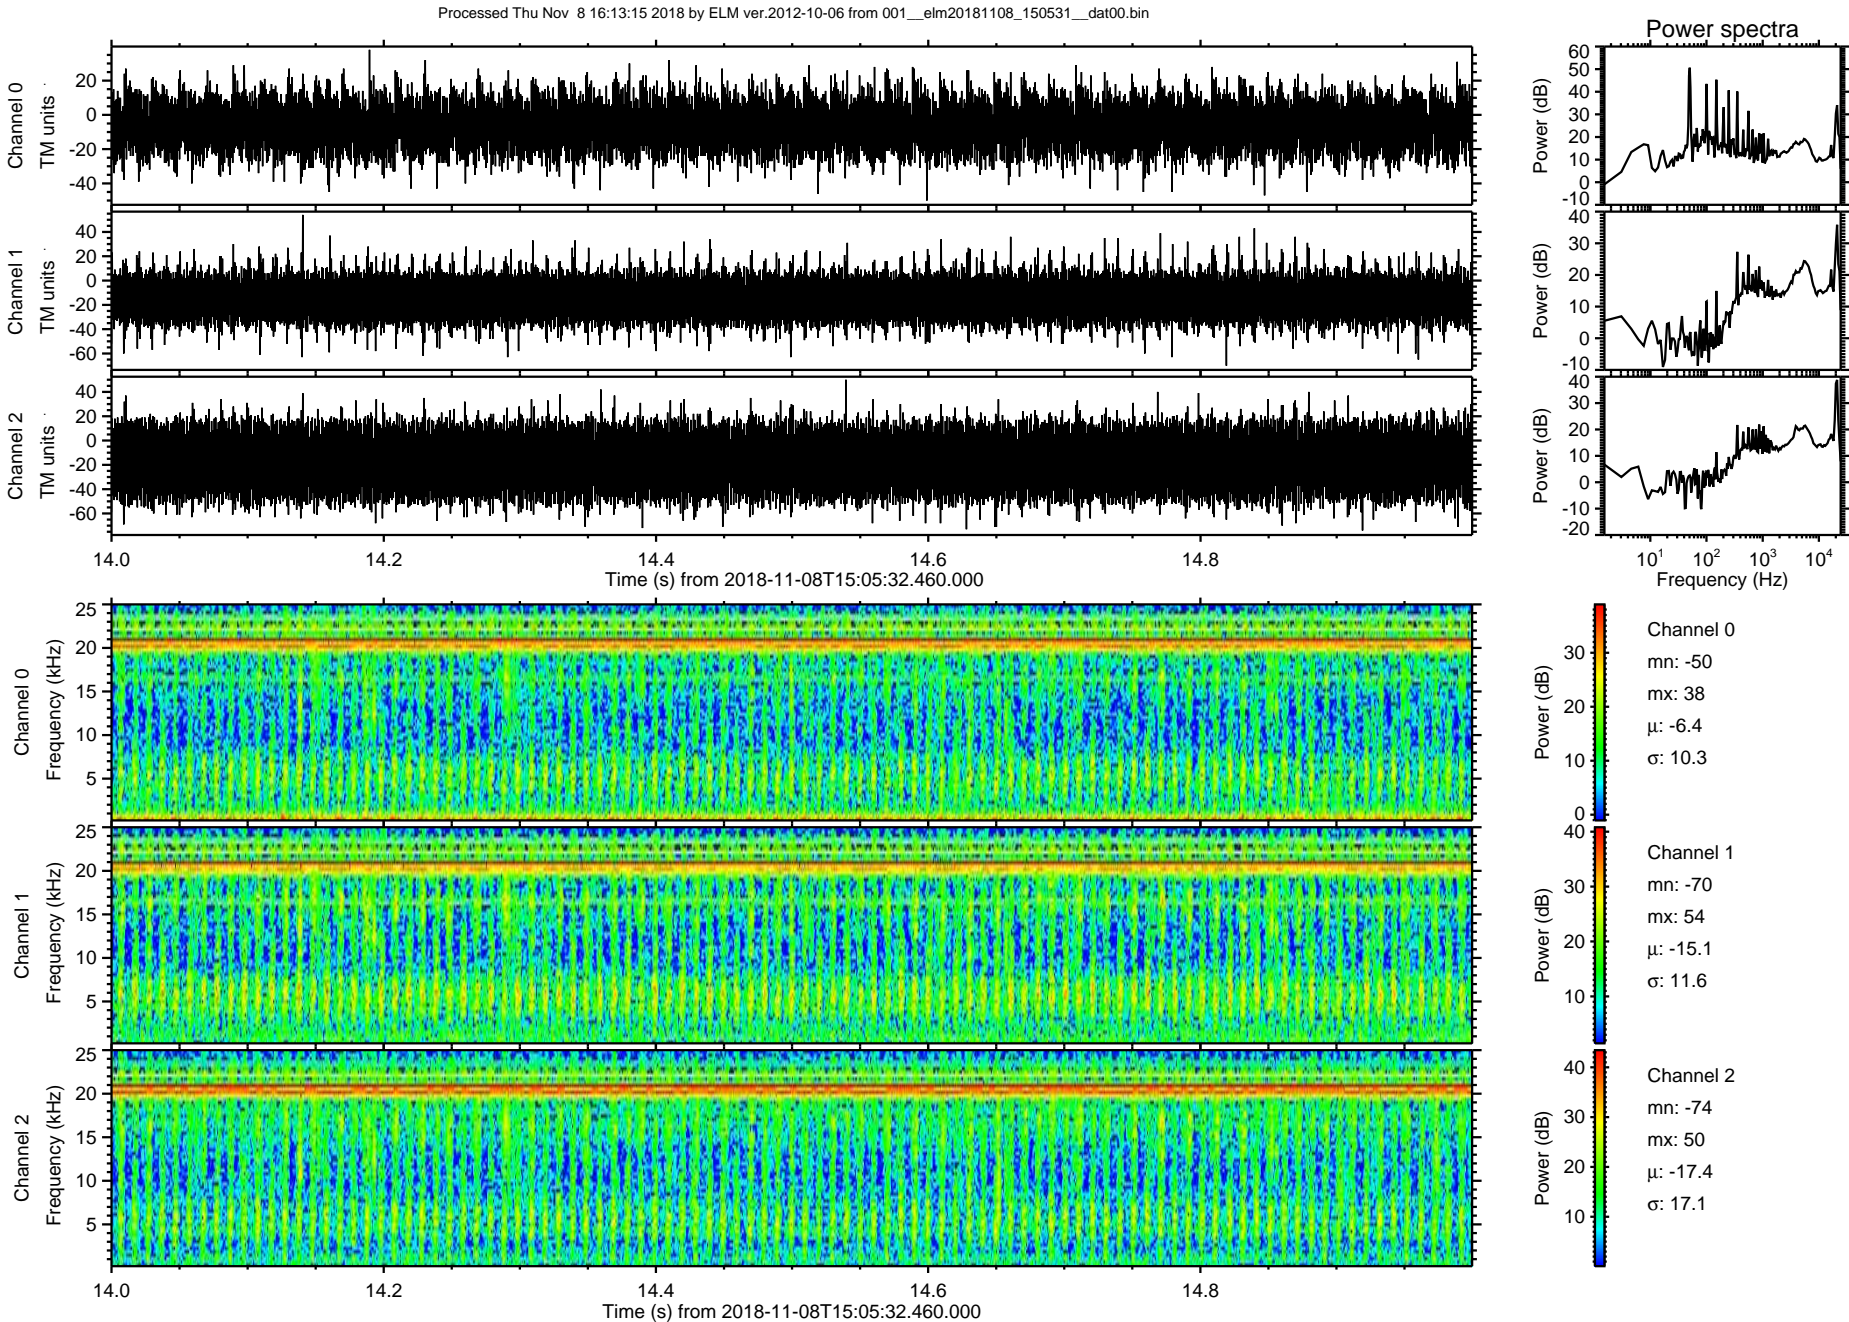 Processed Thu Nov  8 16:13:15 2018 by ELM ver.2012-10-06 from 001__elm20181108_150531__dat00.bin
Power spectra
Channel 0
TM units
20
0
-20
-40
Power (dB)
60
50
40
30
20
10
0
-10
Channel 1
TM units
40
20
0
-20
-40
-60
Power (dB)
40
30
20
10
0
-10
Channel 2
TM units
40
20
0
-20
-40
-60
Power (dB)
40
30
20
10
0
-10
-20
14.0 14.2 14.4 14.6 14.8
Time (s) from 2018-11-08T15:05:32.460.000
10^1 10^2 10^3 10^4
Frequency (Hz)
Channel 0
Frequency (kHz)
25
20
15
10
5
Power (dB)
30
20
10
0
Channel 0
mn: -50
mx: 38
μ: -6.4
σ: 10.3
Channel 1
Frequency (kHz)
25
20
15
10
5
Power (dB)
40
30
20
10
Channel 1
mn: -70
mx: 54
μ: -15.1
σ: 11.6
Channel 2
Frequency (kHz)
25
20
15
10
5
Power (dB)
40
30
20
10
Channel 2
mn: -74
mx: 50
μ: -17.4
σ: 17.1
14.0 14.2 14.4 14.6 14.8
Time (s) from 2018-11-08T15:05:32.460.000